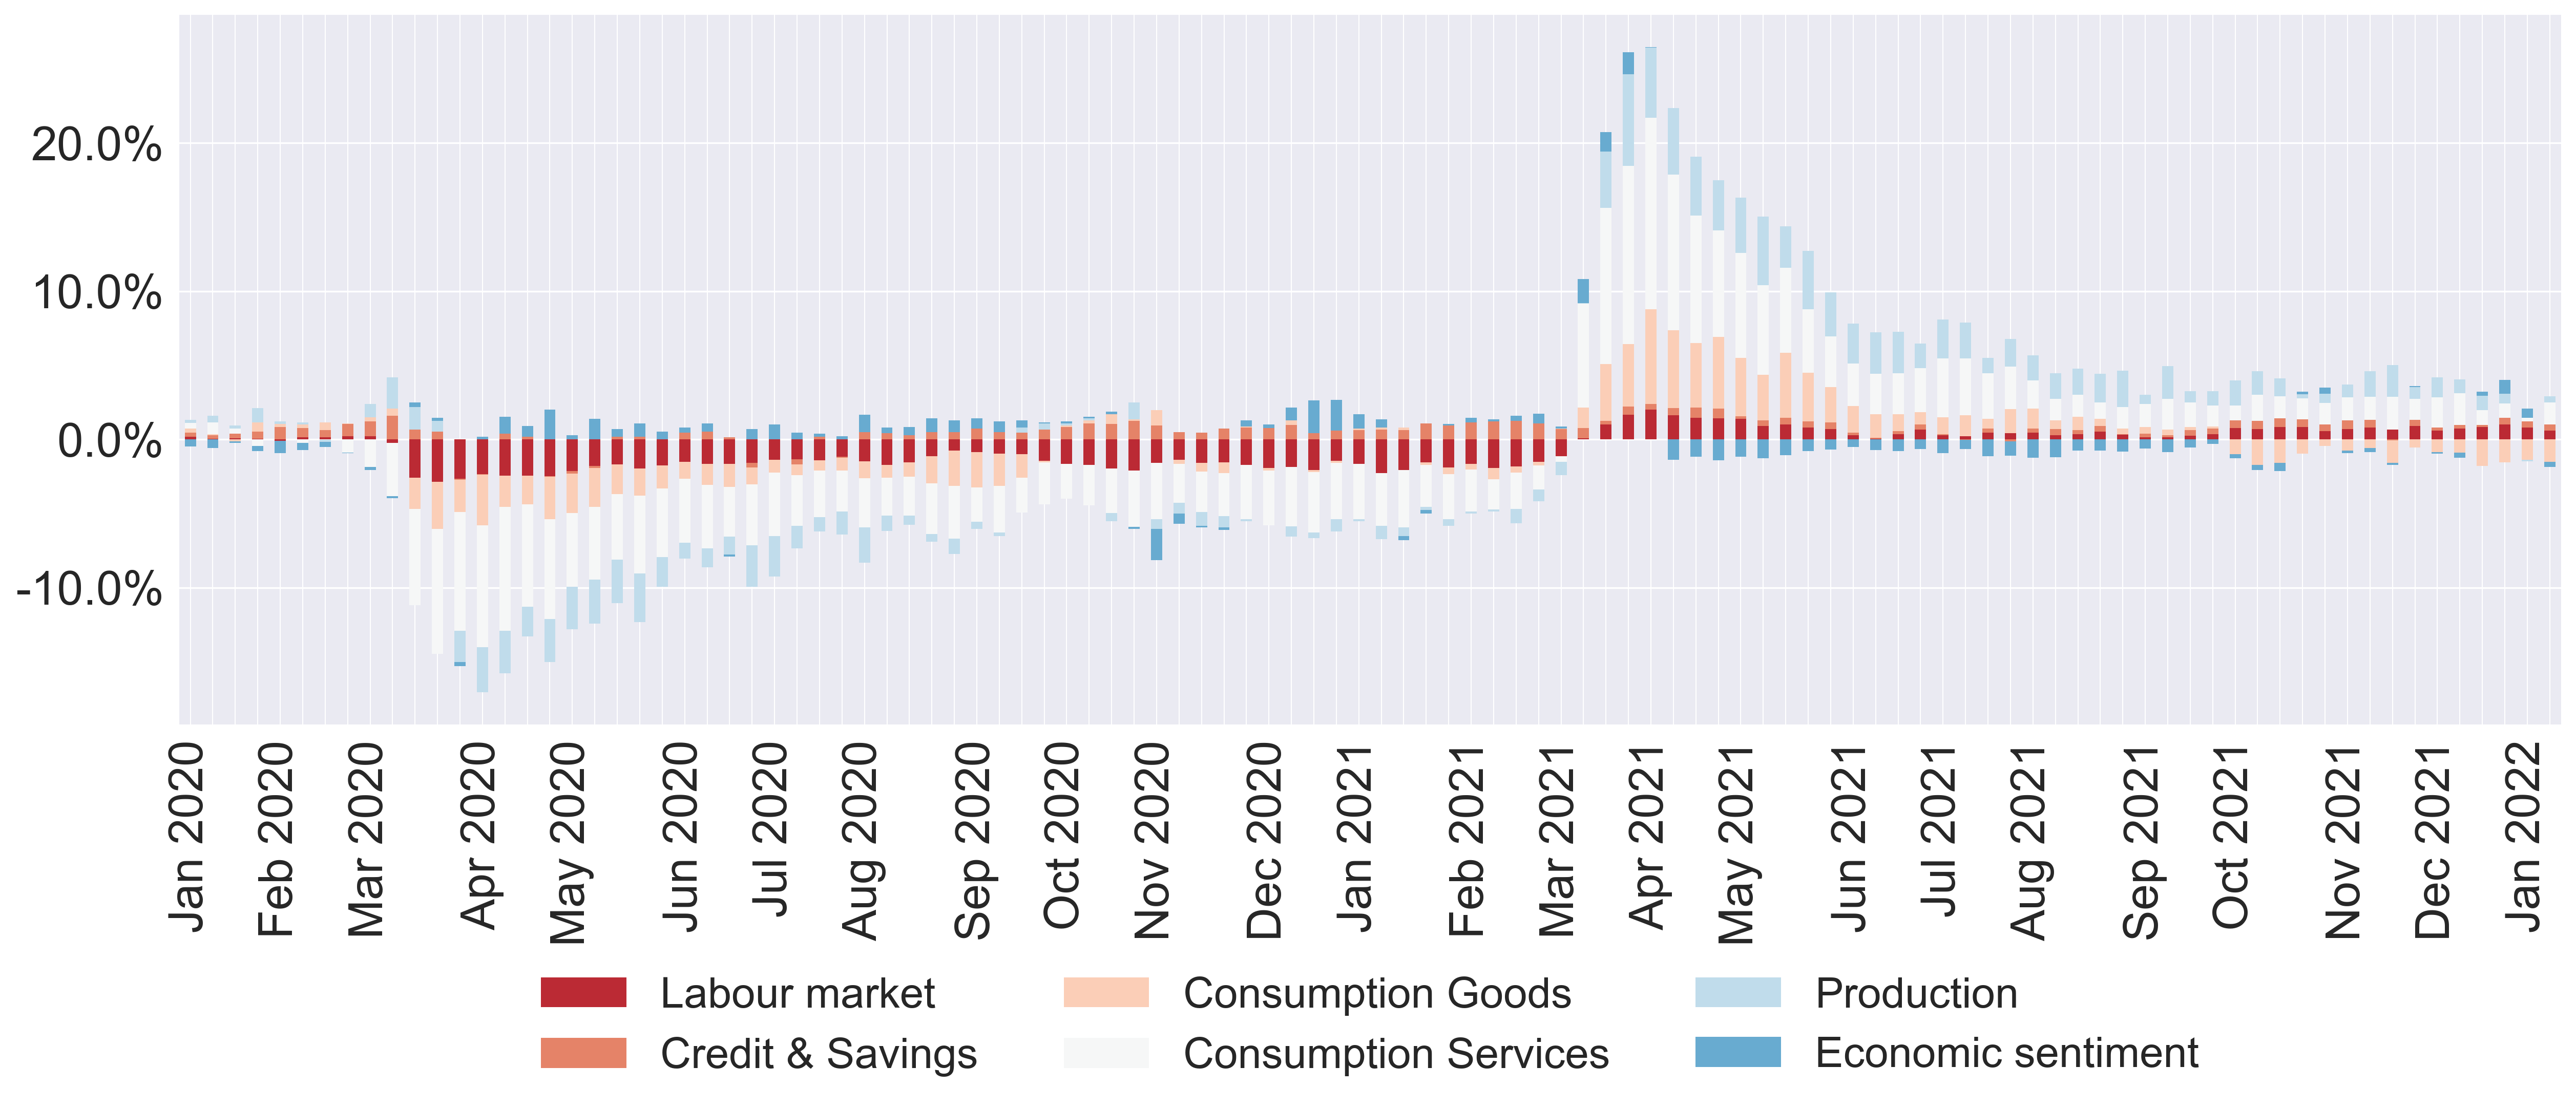 20.0%
10.0%
0.0%
-10.0%
Jan 2020
Feb 2020
Mar 2020
Apr 2020
May 2020
Jun 2020
Jul 2020
Aug 2020
Sep 2020
Oct 2020
Nov 2020
Dec 2020
Jan 2021
Feb 2021
Mar 2021
Apr 2021
May 2021
Jun 2021
Jul 2021
Aug 2021
Sep 2021
Oct 2021
Nov 2021
Dec 2021
Jan 2022
Labour market
Consumption Goods
Production
Credit & Savings
Consumption Services
Economic sentiment